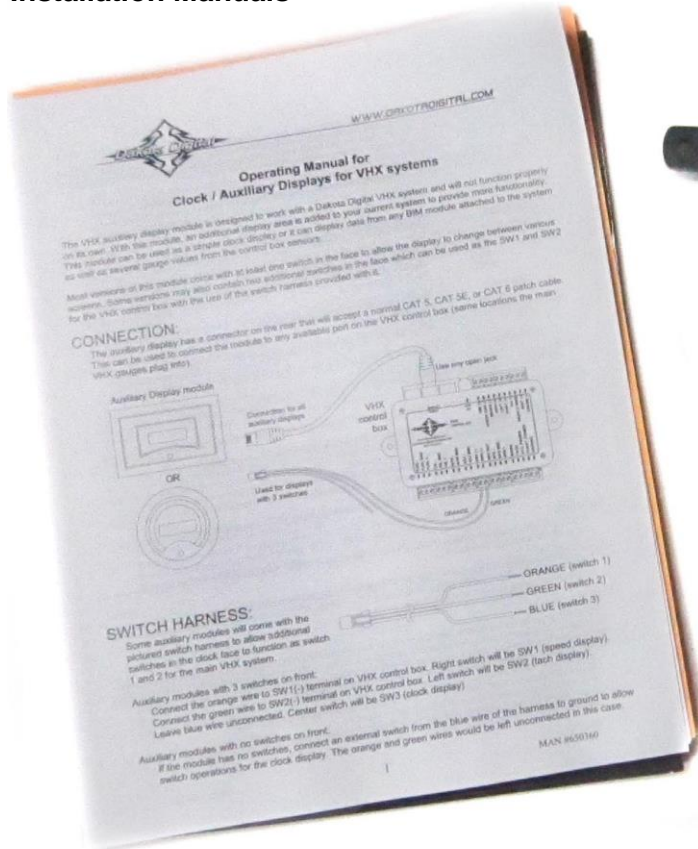 Installation Manuals
Dakota Digital
WWW.DAKOTADIGITAL.COM
Operating Manual for
Clock / Auxiliary Displays for VHX systems
The VHX auxiliary display module is designed to work with a Dakota Digital VHX system and will not function properly
on its own. With this module, an additional display area is added to your current system to provide more functionality.
This module can be used as a simple clock display or it can display data from any BIM module attached to the system
as well as several gauge values from the control box sensors.
Most versions of this module come with at least one switch in the face to allow the display to change between various
screens. Some versions may also contain two additional switches in the face which can be used as the SW1 and SW2
for the VHX control box with the use of the switch harness provided with it.
CONNECTION:
The auxiliary display has a connector on the rear that will accept a normal CAT 5, CAT 5E, or CAT 6 patch cable.
This can be used to connect the module to any available port on the VHX control box (same locations the main
VHX gauges plug into).
Auxiliary Display module
Use any open jack
Connection for all
auxiliary displays
VHX
control
box
OR
Used for displays
with 3 switches
ORANGE
GREEN
SWITCH HARNESS:
Some auxiliary modules will come with the
pictured switch harness to allow additional
switches in the clock face to function as switch
1 and 2 for the main VHX system.
ORANGE (switch 1)
GREEN (switch 2)
BLUE (switch 3)
Auxiliary modules with 3 switches on front:
Connect the orange wire to SW1(-) terminal on VHX control box. Right switch will be SW1 (speed display).
Connect the green wire to SW2(-) terminal on VHX control box. Left switch will be SW2 (tach display).
Leave blue wire unconnected. Center switch will be SW3 (clock display)
Auxiliary modules with no switches on front:
If the module has no switches, connect an external switch from the blue wire of the harness to ground to allow
switch operations for the clock display. The orange and green wires would be left unconnected in this case.
1
MAN #650360